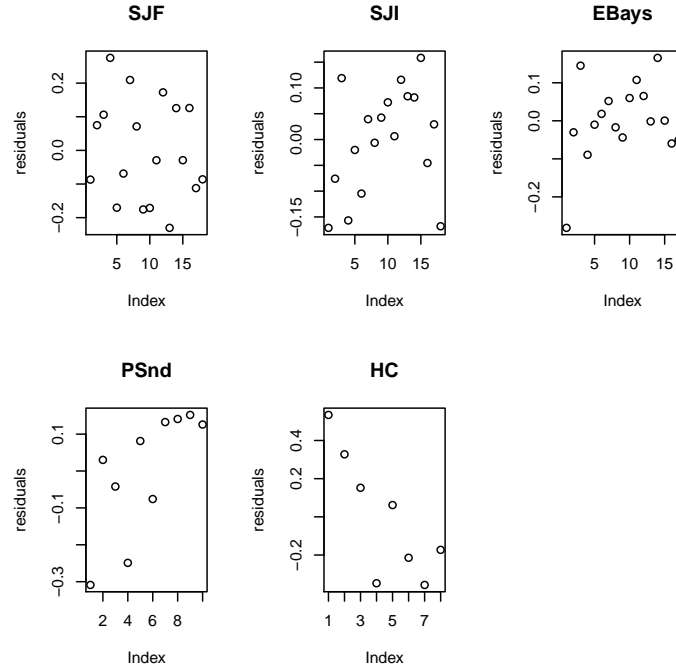 SJF
SJI
EBays
residuals
−0.2 0.0 0.2
5 10 15
Index
residuals
−0.15 0.00 0.10
5 10 15
Index
residuals
−0.2 0.0 0.1
5 10 15
Index
PSnd
HC
residuals
−0.3 −0.1 0.1
2 4 6 8
Index
residuals
−0.2 0.2 0.4
1 3 5 7
Index